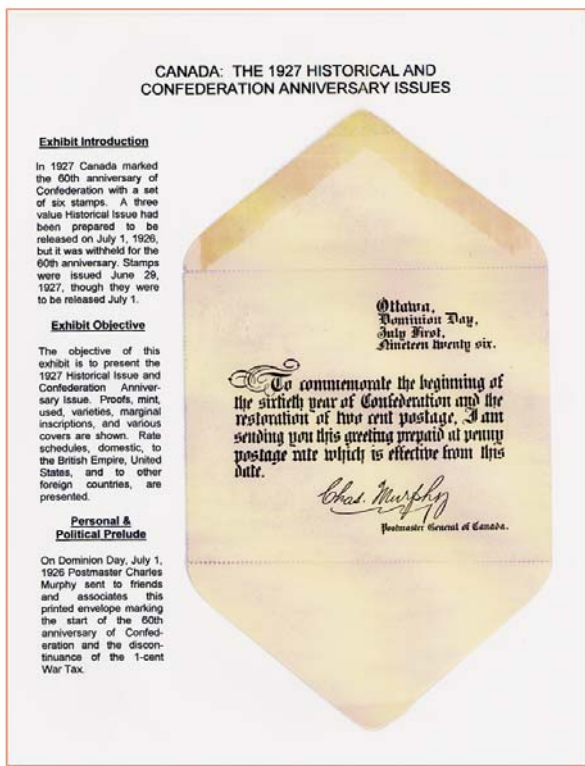 CANADA: THE 1927 HISTORICAL AND
CONFEDERATION ANNIVERSARY ISSUES
Exhibit Introduction
In 1927 Canada marked
the 60th anniversary of
Confederation with a set
of six stamps. A three
value Historical Issue had
been prepared to be
released on July 1, 1926,
but it was withheld for the
60th anniversary. Stamps
were issued June 29,
1927, though they were
to be released July 1.
Exhibit Objective
The objective of this
exhibit is to present the
1927 Historical Issue and
Confederation Anniver-
sary Issue. Proofs, mint,
used, varieties, marginal
inscriptions, and various
covers are shown. Rate
schedules, domestic, to
the British Empire, United
States, and to other
foreign countries, are
presented.
Personal &
Political Prelude
On Dominion Day, July 1,
1926 Postmaster Charles
Murphy sent to friends
and associates this
printed envelope marking
the start of the 60th
anniversary of Confed-
eration and the discon-
tinuance of the 1-cent
War Tax.
Ottawa,
Dominion Day,
July First,
Nineteen twenty six.
To commemorate the beginning of
the sixtieth year of Confederation and the
restoration of two cent postage, I am
sending you this greeting prepaid at penny
postage rate which is effective from this
date.
Chas. Murphy
Postmaster General of Canada.